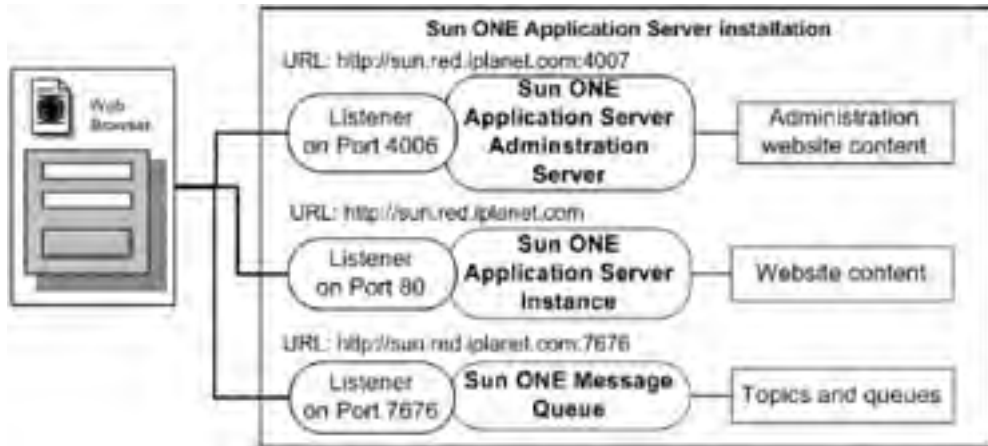 Sun ONE Application Server installation
URL: http://sun.red.iplanet.com:4007
Web
Browser
Listener
on Port 4006
Sun ONE
Application Server
Adminstration
Server
Administration
website content
URL: http://sun.red.iplanet.com
Listener
on Port 80
Sun ONE
Application Server
Instance
Website content
URL: http://sun.red.iplanet.com:7676
Listener
on Port 7676
Sun ONE Message
Queue
Topics and queues